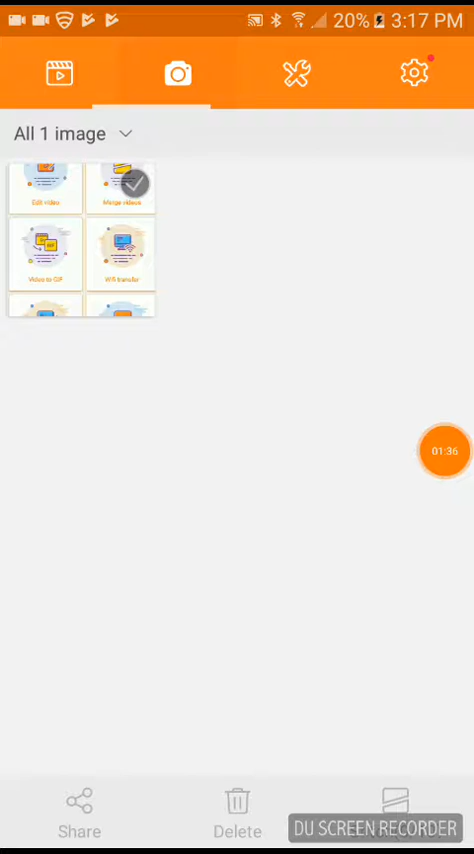 20% 3:17 PM
All 1 image
Edit video
Merge videos
Video to GIF
Wifi transfer
01:36
Share
Delete
DU SCREEN RECORDER